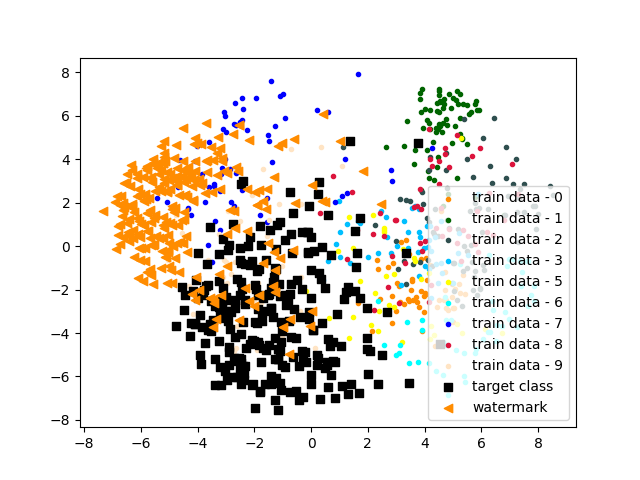 8
6
4
2
0
−2
−4
−6
−8
−8
−6
−4
−2
0
2
4
6
8
train data - 0
train data - 1
train data - 2
train data - 3
train data - 5
train data - 6
train data - 7
train data - 8
train data - 9
target class
watermark